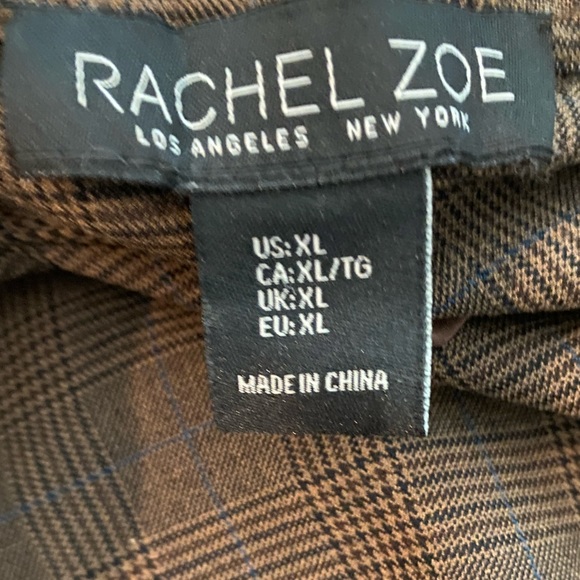 RACHEL ZOE
LOS ANGELES NEW YORK
US:XL
CA:XL/TG
UK:XL
EU:XL
MADE IN CHINA